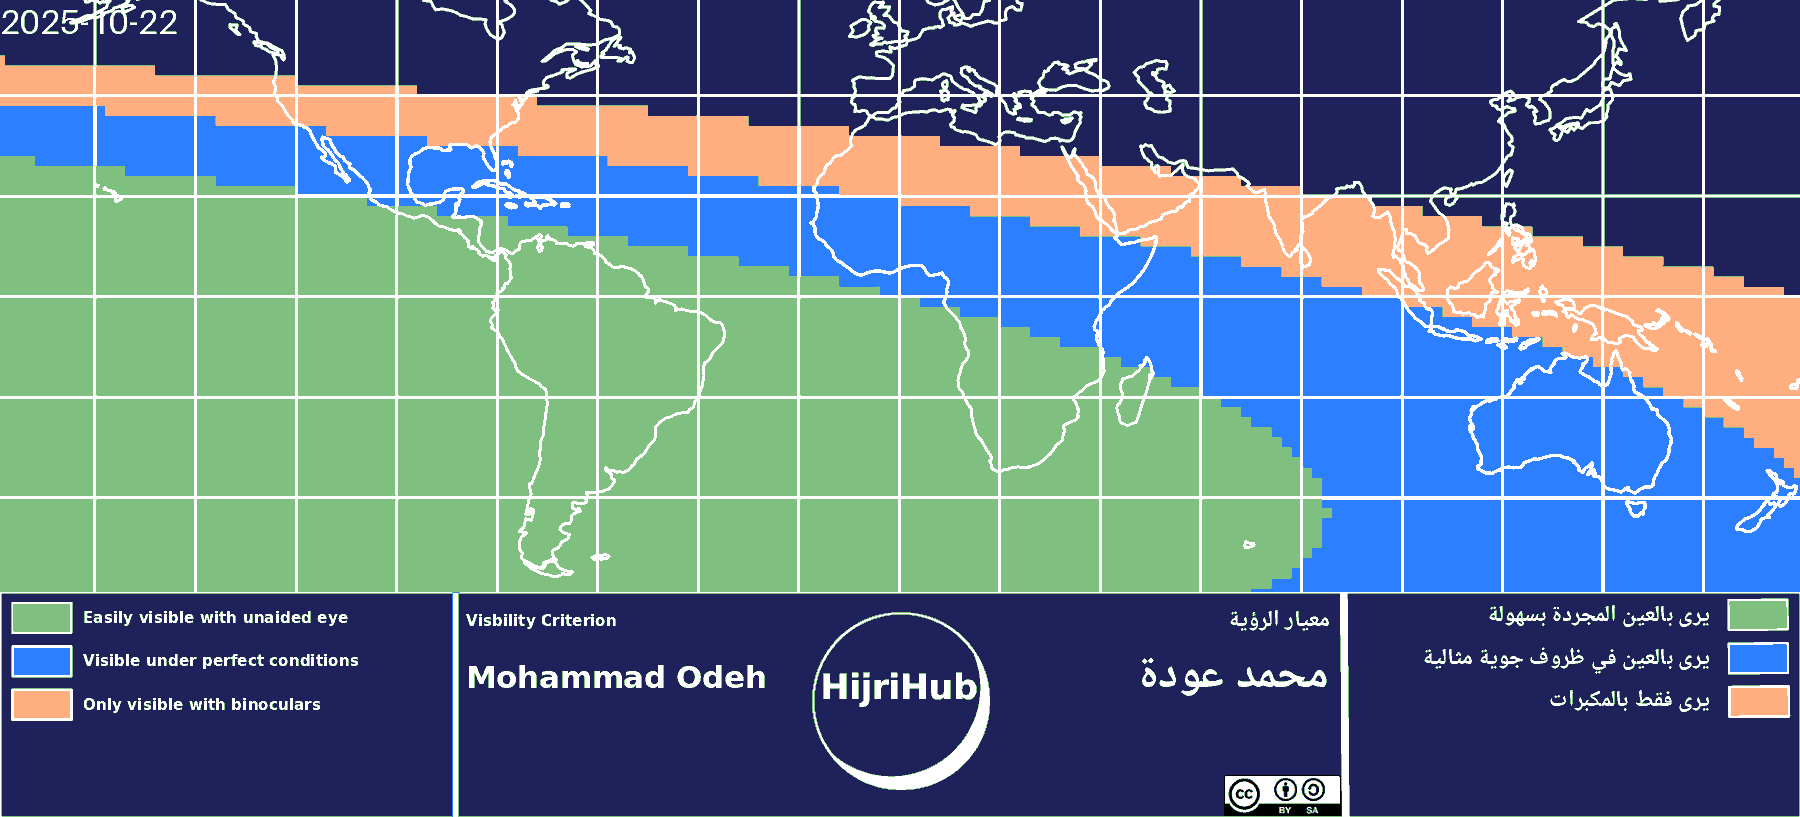 2025-10-22
Easily visible with unaided eye
Visible under perfect conditions
Only visible with binoculars
Visbility Criterion
Mohammad Odeh
HijriHub
معيار الرؤية
محمد عودة
cc BY SA
يرى بالعين المجردة بسهولة
يرى بالعين في ظروف جوية مثالية
يرى فقط بالمكبرات